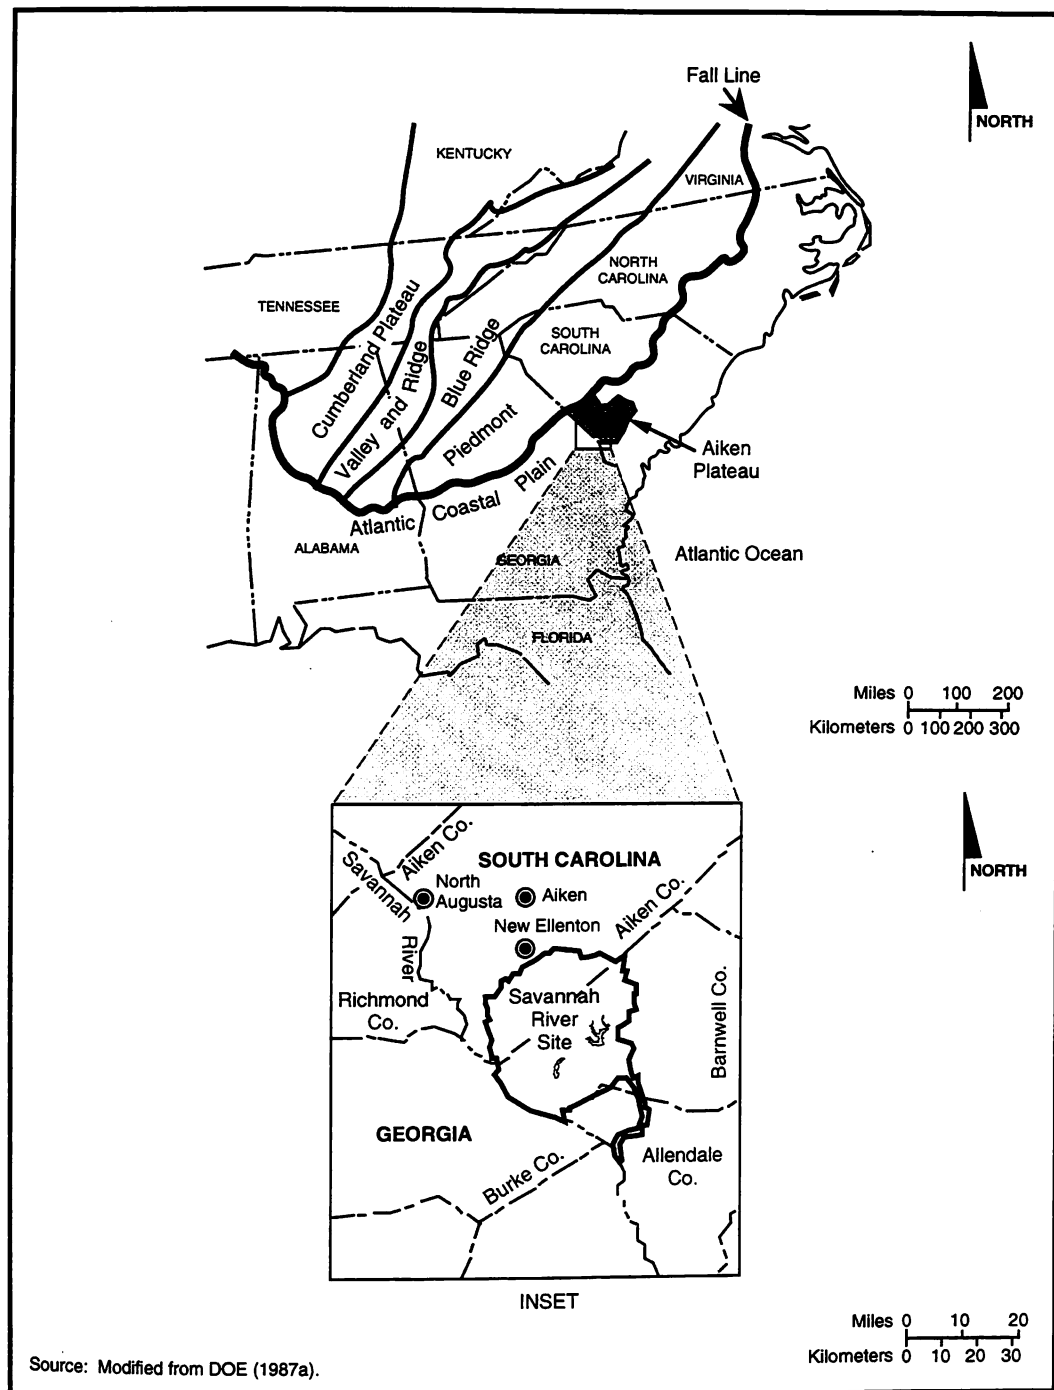 Fall Line
NORTH
KENTUCKY
VIRGINIA
NORTH
CAROLINA
TENNESSEE
Cumberland Plateau
SOUTH
CAROLINA
Valley and Ridge
Blue Ridge
Piedmont
Aiken
Plateau
Atlantic Coastal Plain
ALABAMA
GEORGIA
Atlantic Ocean
FLORIDA
Miles 0 100 200
Kilometers 0 100 200 300
Aiken Co.
SOUTH CAROLINA
NORTH
Savannah River
North
Augusta
Aiken
Aiken Co.
New Ellenton
Richmond
Co.
Savannah
River
Site
Barnwell Co.
GEORGIA
Burke Co.
Allendale
Co.
INSET
Miles 0 10 20
Kilometers 0 10 20 30
Source: Modified from DOE (1987a).